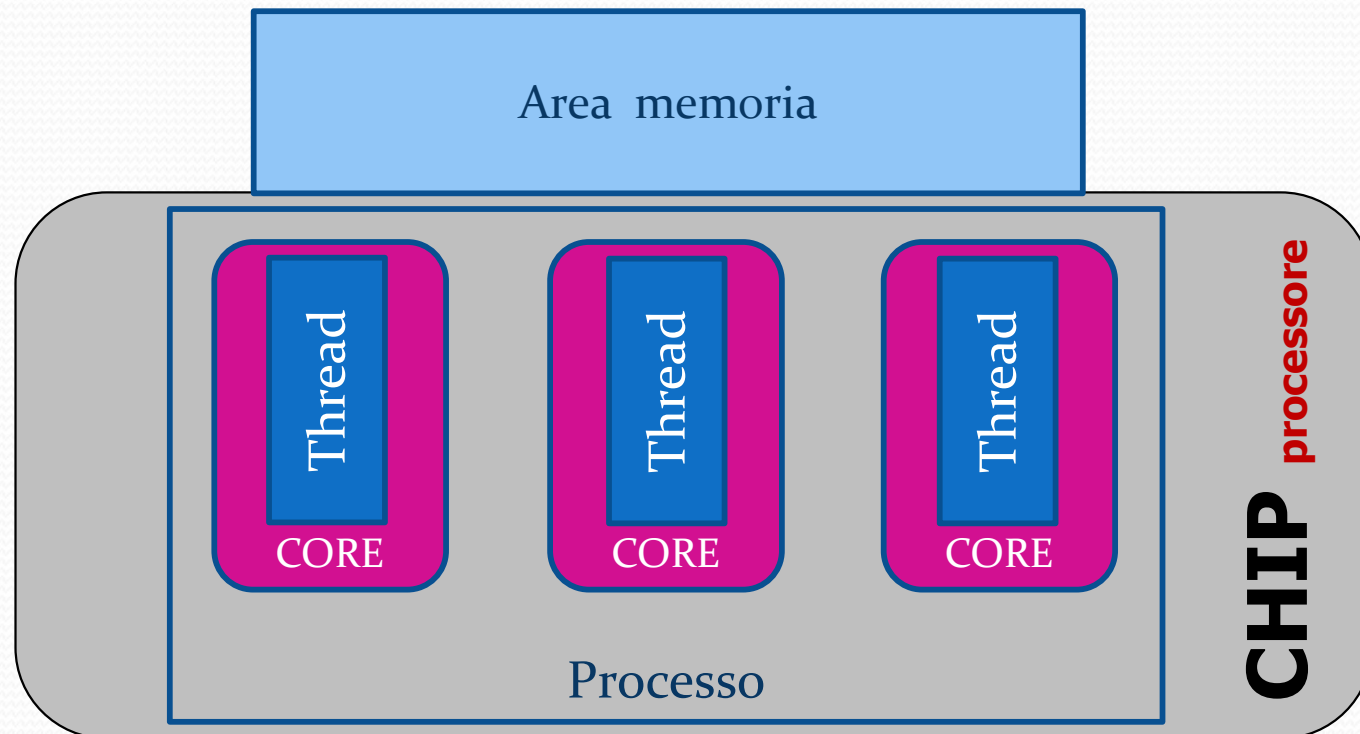 Area memoria
Thread
Thread
Thread
CORE
CORE
CORE
Processo
CHIP processore